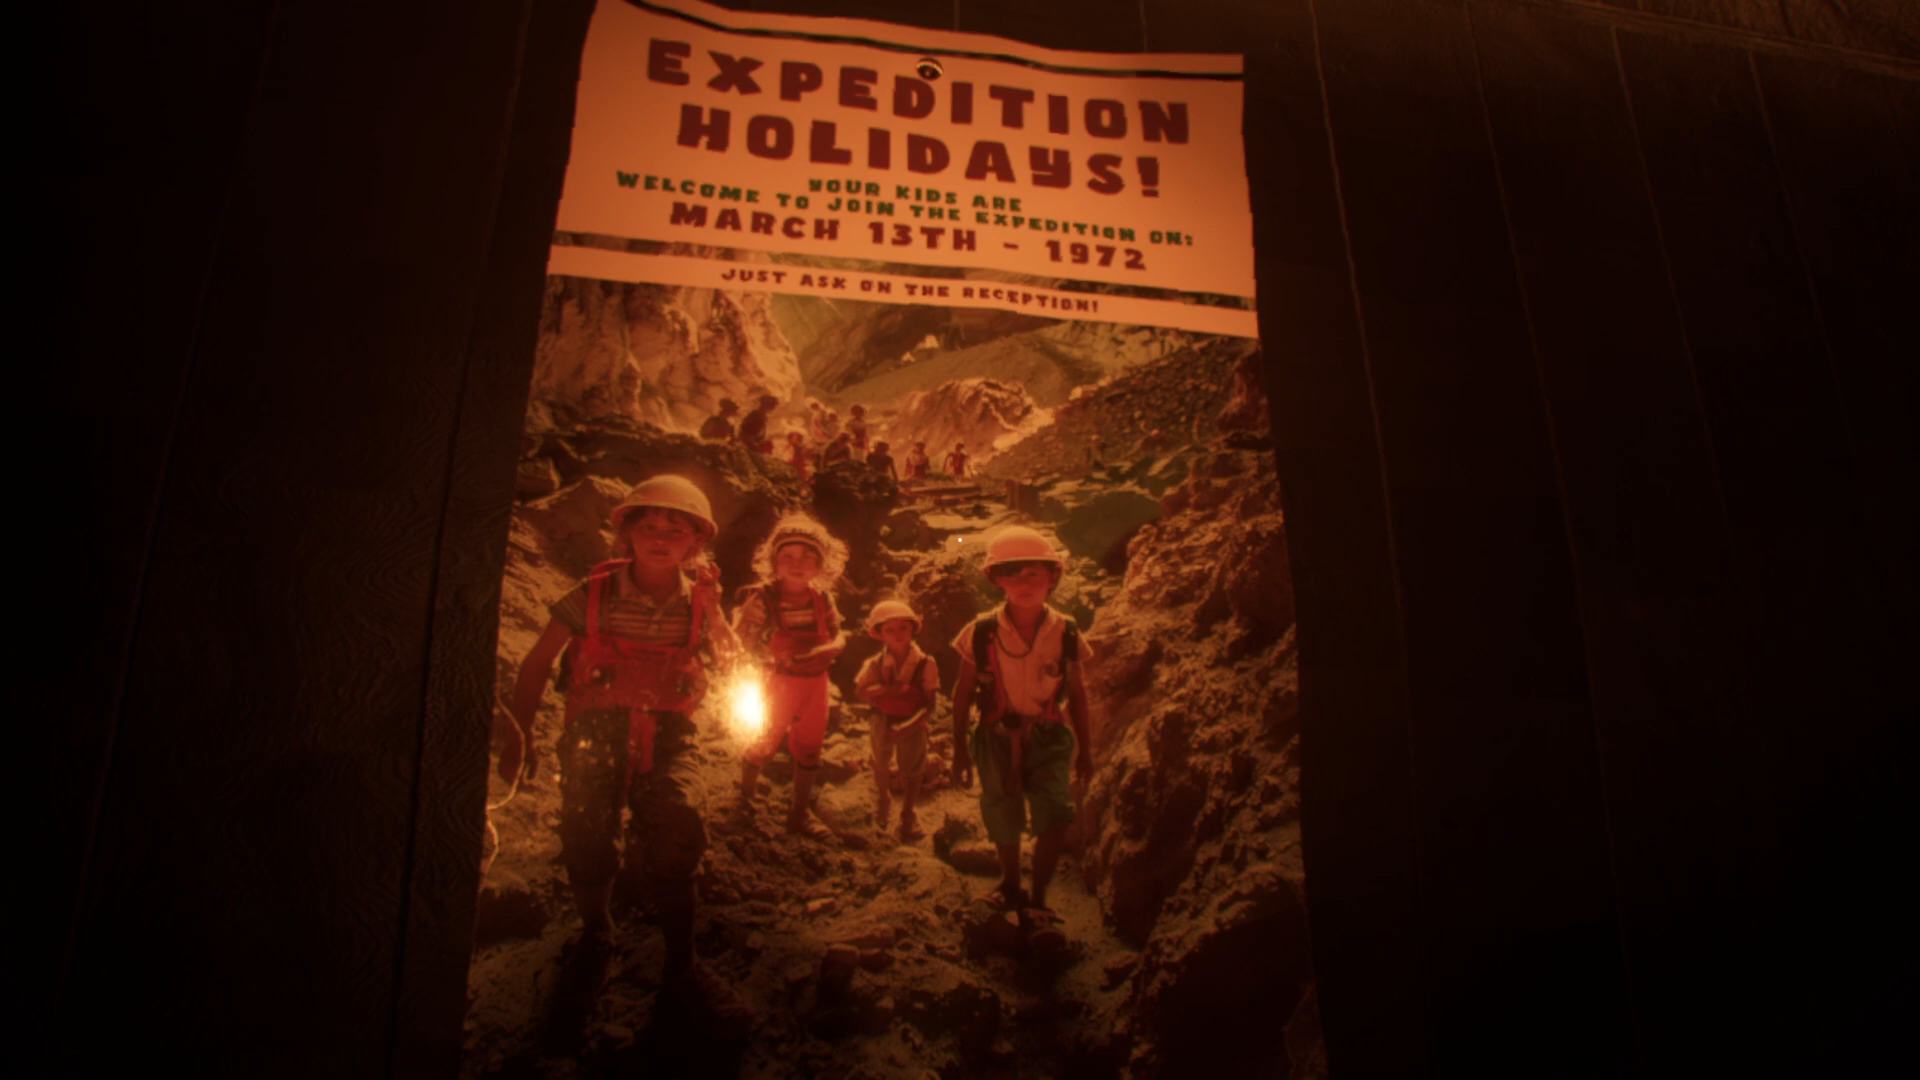 EXPEDITION
HOLIDAYS!
YOUR KIDS ARE
WELCOME TO JOIN THE EXPEDITION ON:
MARCH 13TH - 1972
JUST ASK ON THE RECEPTION!